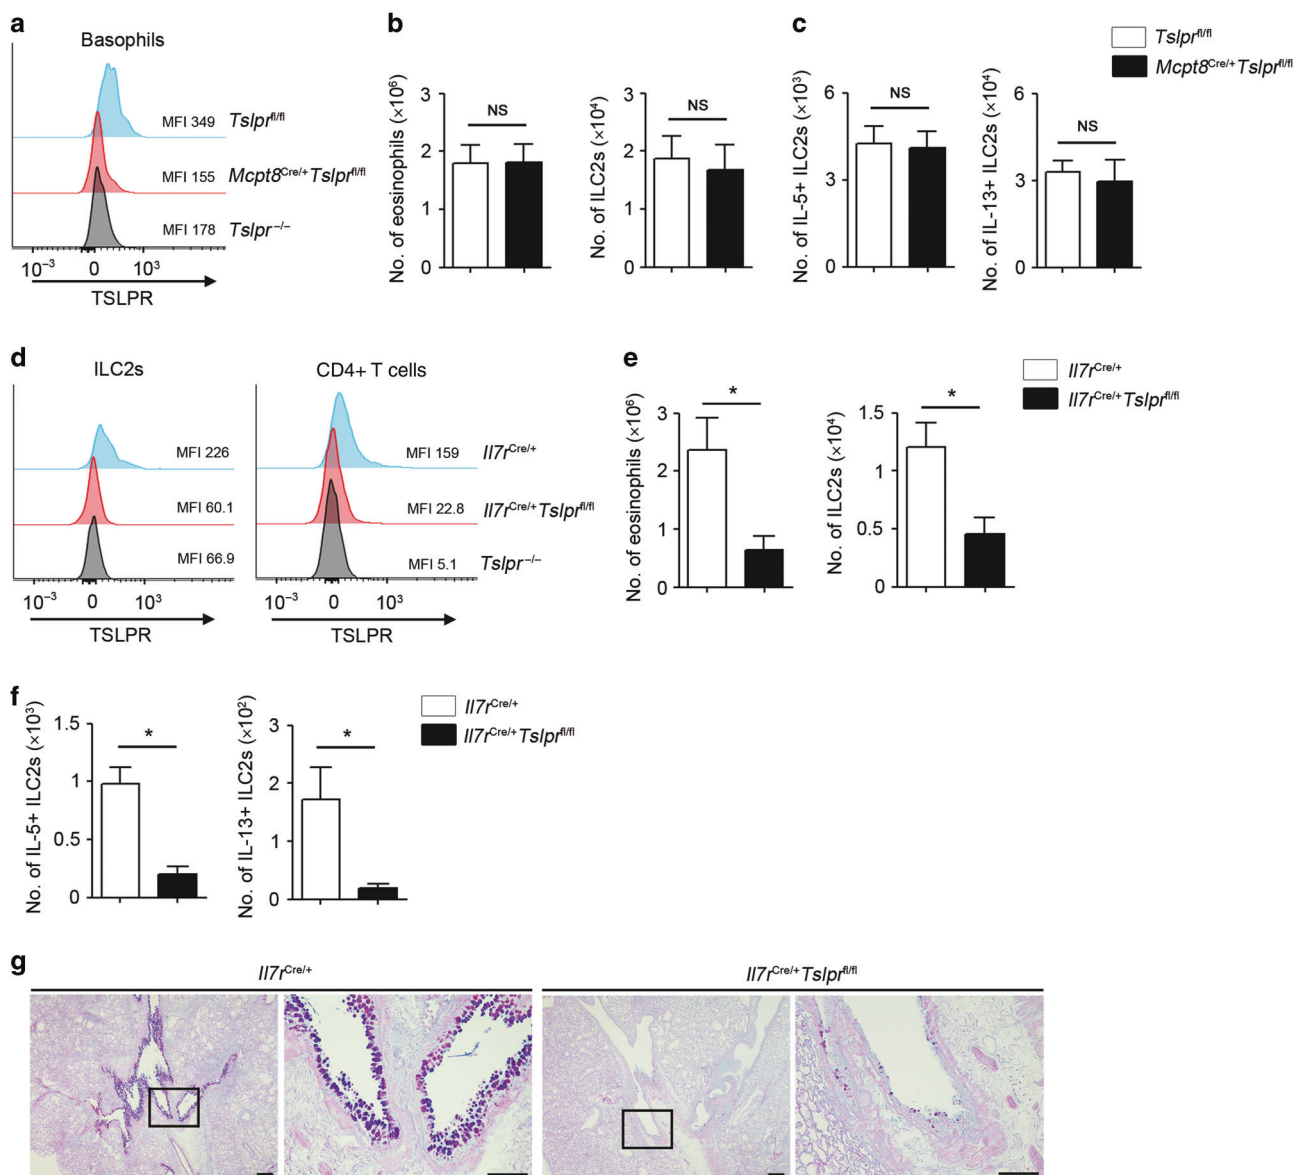 a
Basophils
MFI 349 Tslprfl/fl
MFI 155 Mcpt8Cre/+Tslprfl/fl
MFI 178 Tslpr−/−
10−3 0 103
TSLPR
b
No. of eosinophils (×106)
3
2
1
0
NS
No. of ILC2s (×104)
3
2
1
0
NS
c
No. of IL-5+ ILC2s (×103)
6
3
0
NS
No. of IL-13+ ILC2s (×104)
6
3
0
NS
Tslprfl/fl
Mcpt8Cre/+Tslprfl/fl
d
ILC2s
MFI 226
MFI 60.1
MFI 66.9
10−3 0 103
TSLPR
CD4+ T cells
MFI 159 Il7rCre/+
MFI 22.8 Il7rCre/+Tslprfl/fl
MFI 5.1 Tslpr−/−
10−3 0 103
TSLPR
e
No. of eosinophils (×106)
3
2
1
0
*
No. of ILC2s (×104)
1.5
1
0.5
0
*
Il7rCre/+
Il7rCre/+Tslprfl/fl
f
No. of IL-5+ ILC2s (×103)
1.5
1
0.5
0
*
No. of IL-13+ ILC2s (×102)
3
2
1
0
*
Il7rCre/+
Il7rCre/+Tslprfl/fl
g
Il7rCre/+
Il7rCre/+Tslprfl/fl